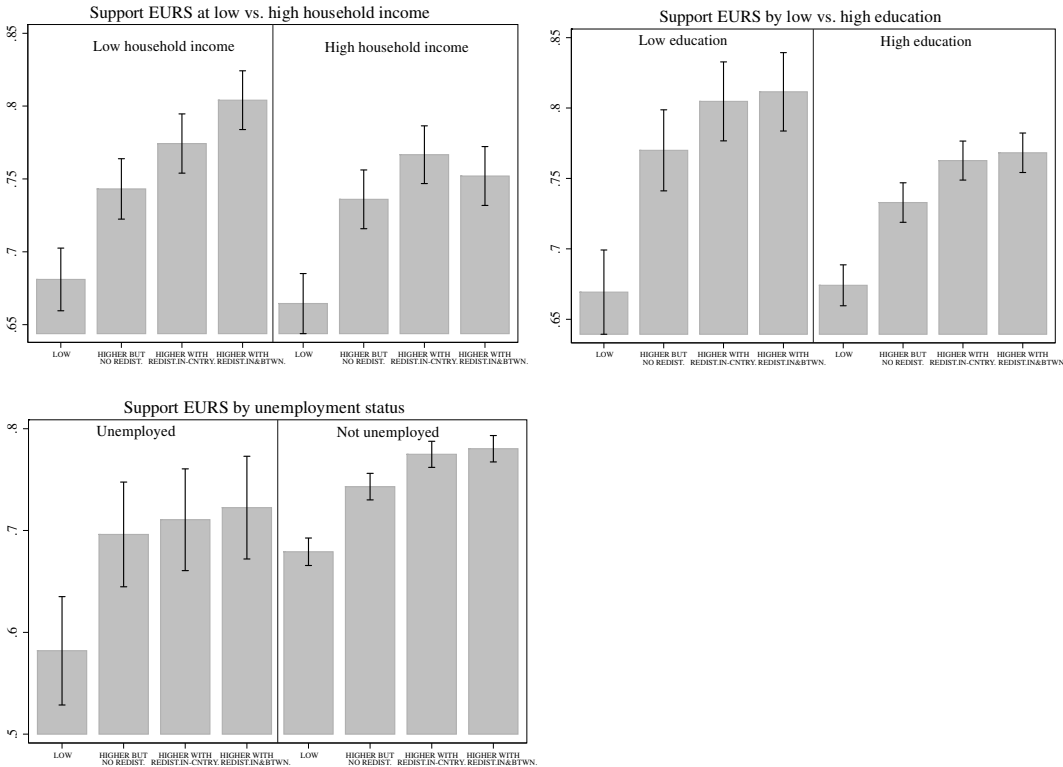 Support EURS at low vs. high household income
Low household income
High household income
.85
.8
.75
.7
.65
LOW
HIGHER BUT
NO REDIST.
HIGHER WITH
REDIST.IN-CNTRY.
HIGHER WITH
REDIST.IN&BTWN.
LOW
HIGHER BUT
NO REDIST.
HIGHER WITH
REDIST.IN-CNTRY.
HIGHER WITH
REDIST.IN&BTWN.
Support EURS by low vs. high education
Low education
High education
.85
.8
.75
.7
.65
LOW
HIGHER BUT
NO REDIST.
HIGHER WITH
REDIST.IN-CNTRY.
HIGHER WITH
REDIST.IN&BTWN.
LOW
HIGHER BUT
NO REDIST.
HIGHER WITH
REDIST.IN-CNTRY.
HIGHER WITH
REDIST.IN&BTWN.
Support EURS by unemployment status
Unemployed
Not unemployed
.8
.7
.6
.5
LOW
HIGHER BUT
NO REDIST.
HIGHER WITH
REDIST.IN-CNTRY.
HIGHER WITH
REDIST.IN&BTWN.
LOW
HIGHER BUT
NO REDIST.
HIGHER WITH
REDIST.IN-CNTRY.
HIGHER WITH
REDIST.IN&BTWN.